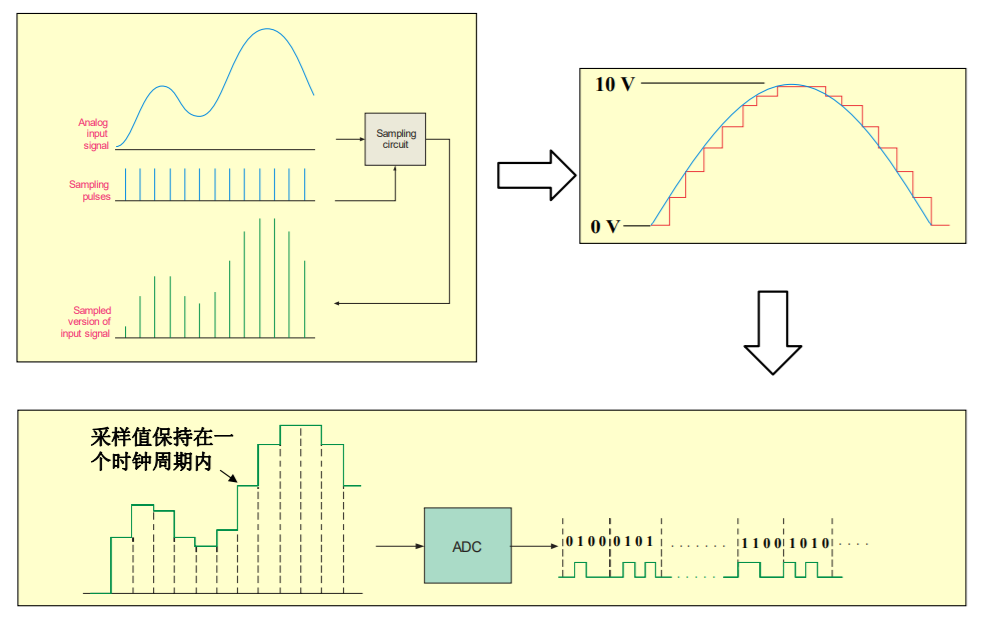 Analog
input
signal
Sampling
circuit
Sampling
pulses
Sampled
version of
input signal
10 V
0 V
采样值保持在一
个时钟周期内
ADC
0 1 0 0 0 1 0 1 . . . . . . . 1 1 0 0 1 0 1 0 . . . .
. . . . . . .